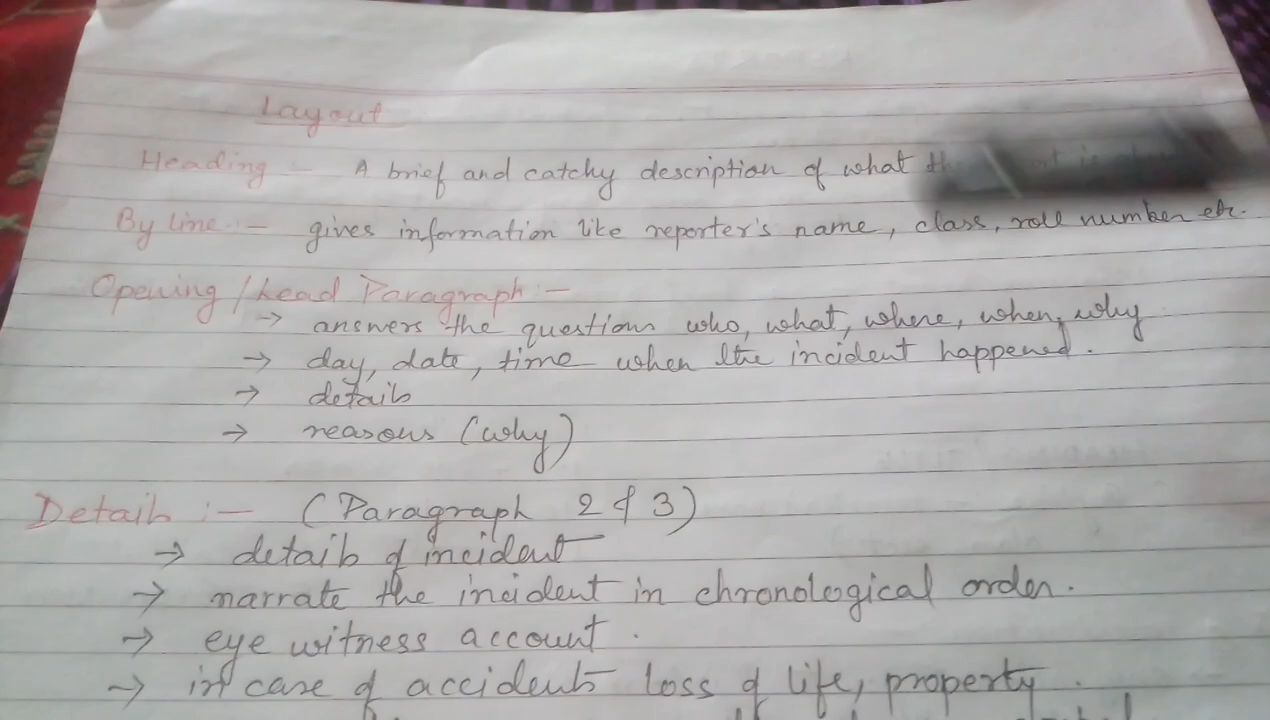 Layout
Heading - A brief and catchy description of what
By line :- gives information like reporter's name, class, roll number etc.
Opening / Lead Paragraph :-
→ answers the question who, what, where, when, why
→ day, date, time when the incident happened.
→ details
→ reasons (why)
Details :- (Paragraph 2 & 3)
→ details of incident
→ narrate the incident in chronological order.
→ eye witness account.
→ in case of accidents loss of life, property.